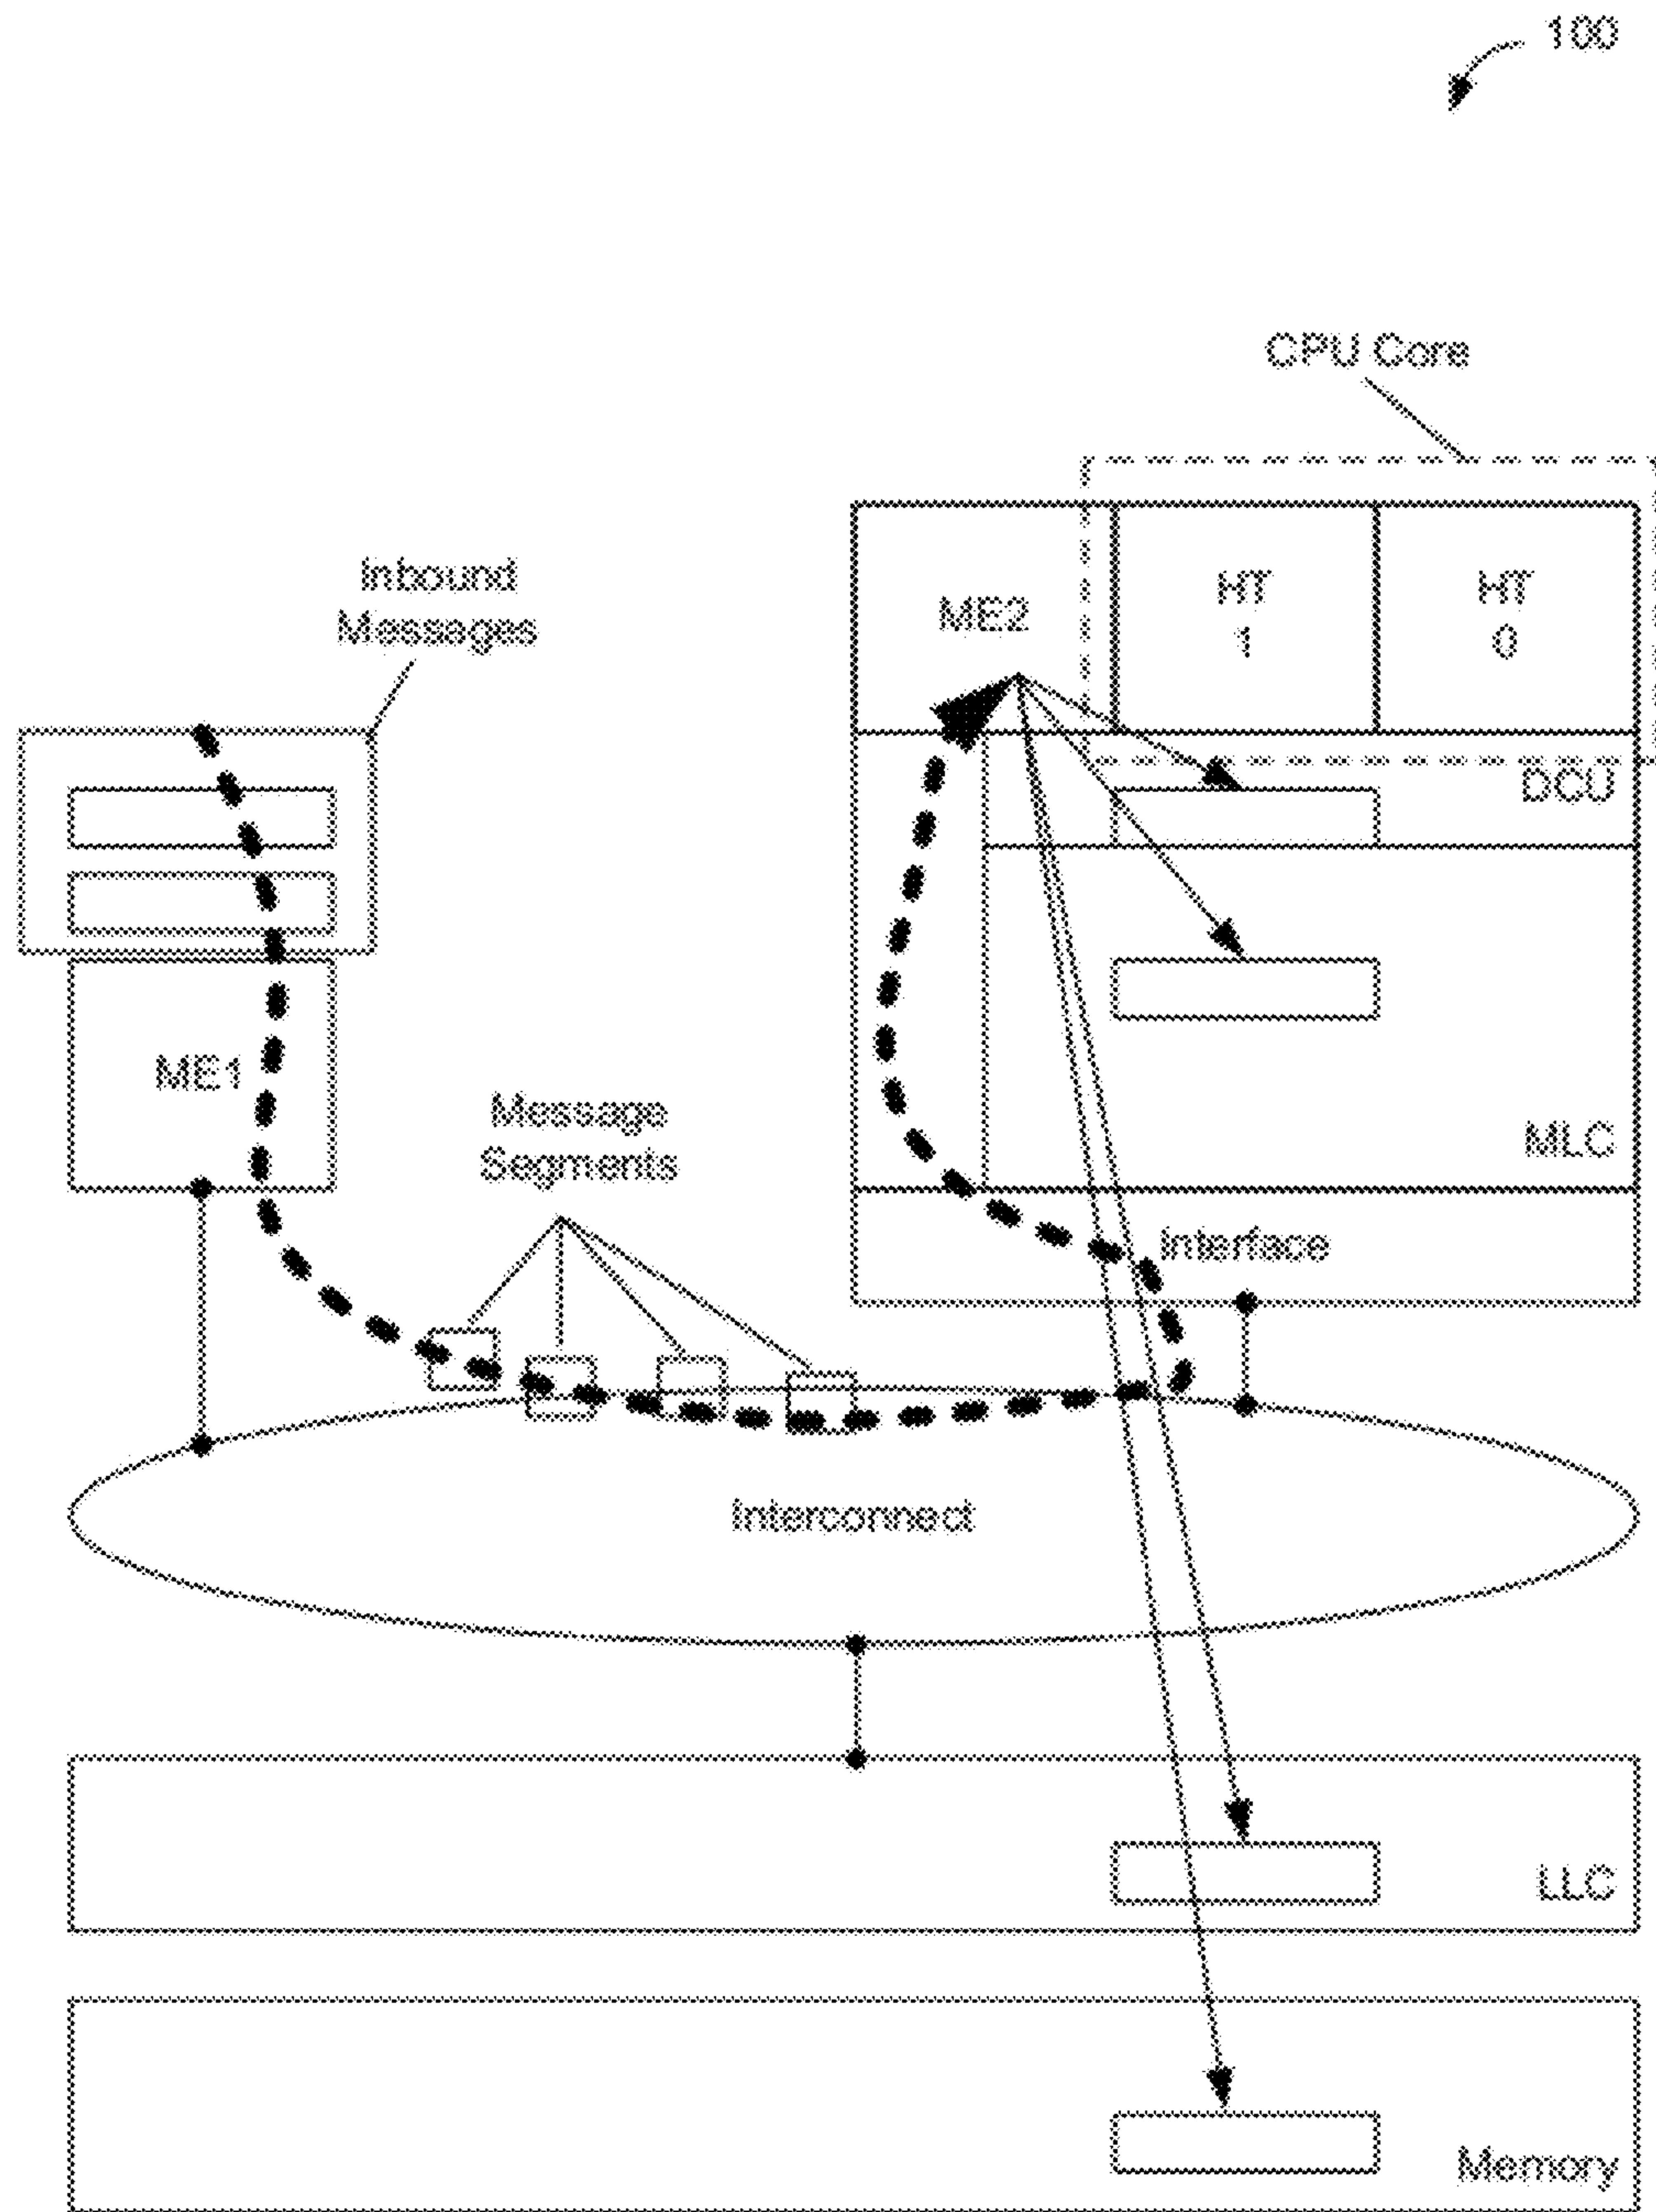 100
CPU Core
ME2
HT
1
HT
0
Inbound
Messages
DCU
ME1
Message
Segments
MLC
Interface
Interconnect
LLC
Memory